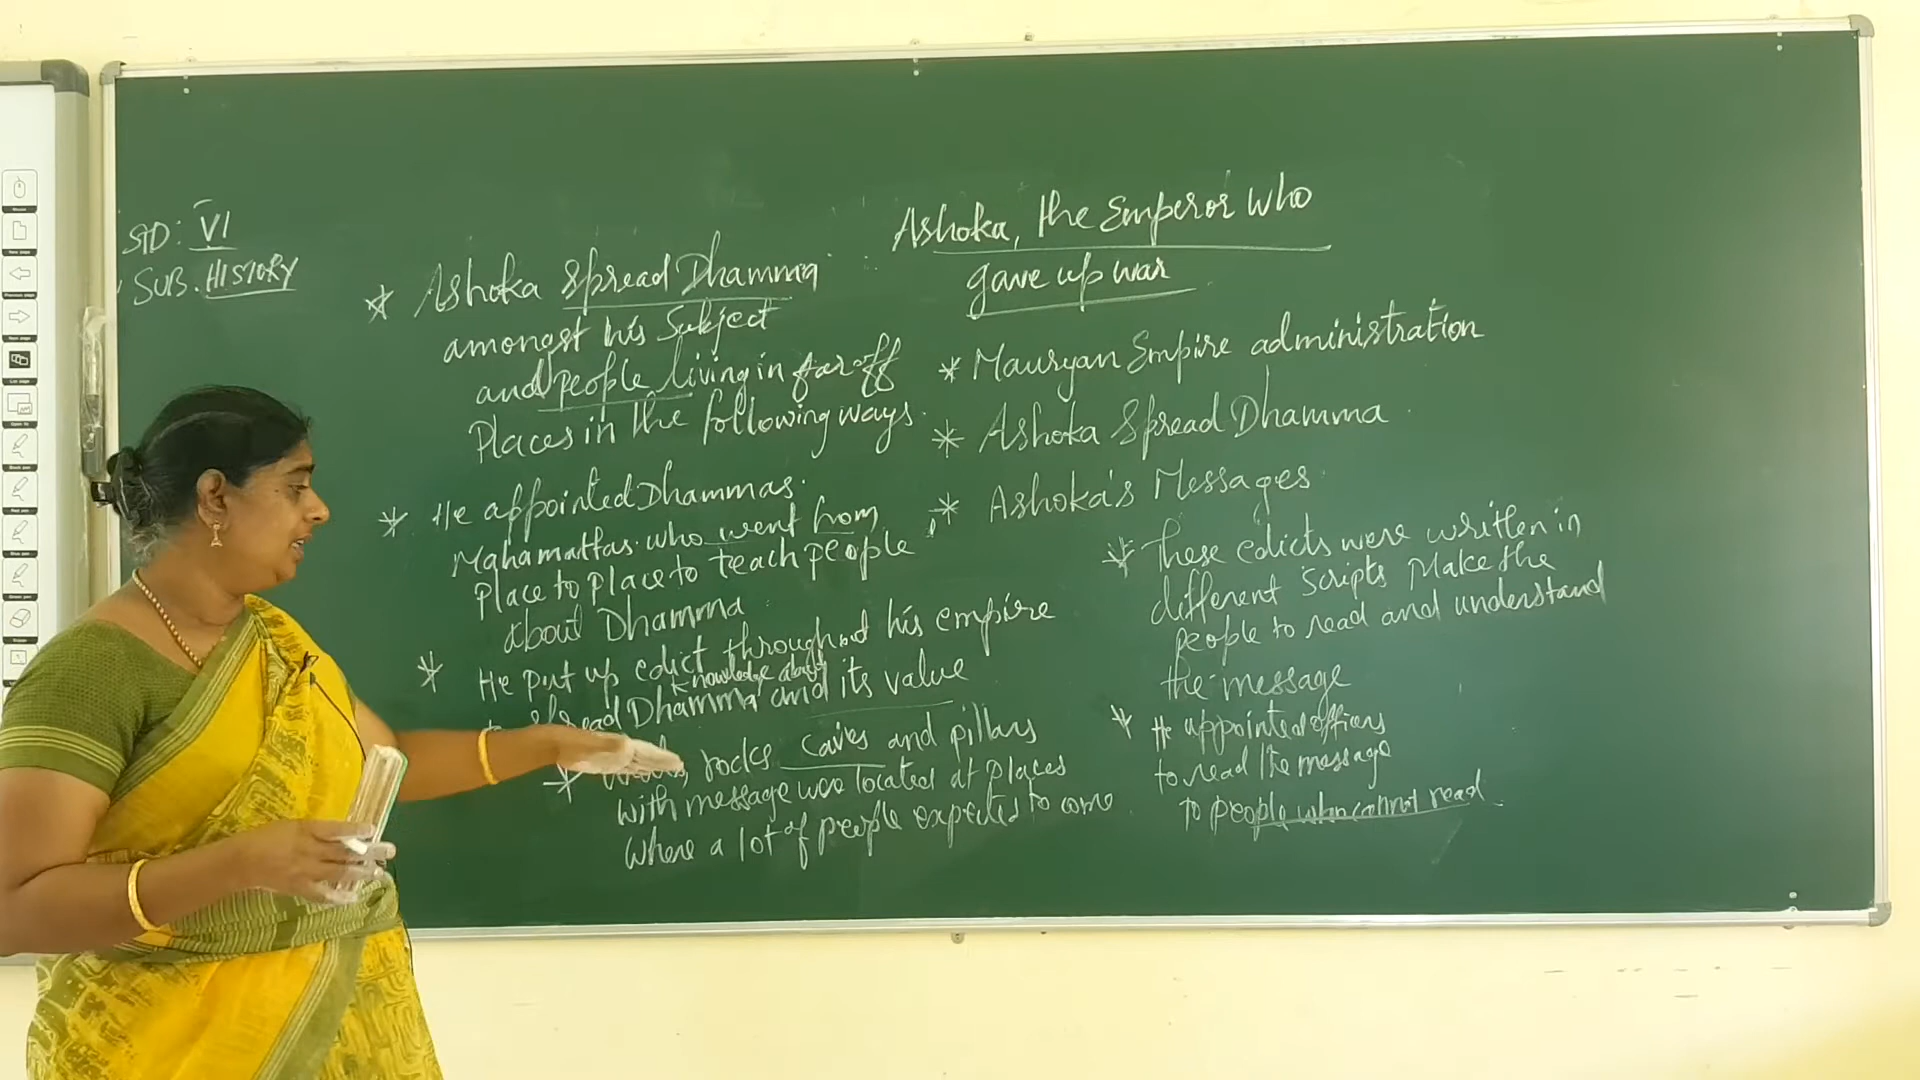 STD: VI
SUB. HISTORY
Ashoka, the Emperor who
gave up war
* Ashoka Spread Dhamma
amongst his Subject
and people living in far off
Places in the following ways.
* He appointed Dhammas.
Mahamattas. who went from
place to place to teach people
about Dhamma
* He put up edict throughout his empire
knowledge about
Dhamma and its value
* rocks caves and pillars
with message were located at places
where a lot of people expected to come
* Mauryan Empire administration
* Ashoka Spread Dhamma.
* Ashoka's Messages.
* These edicts were written in
different scripts Make the
people to read and understand
the message
* He appointed officers
to read the message
to people who cannot read.